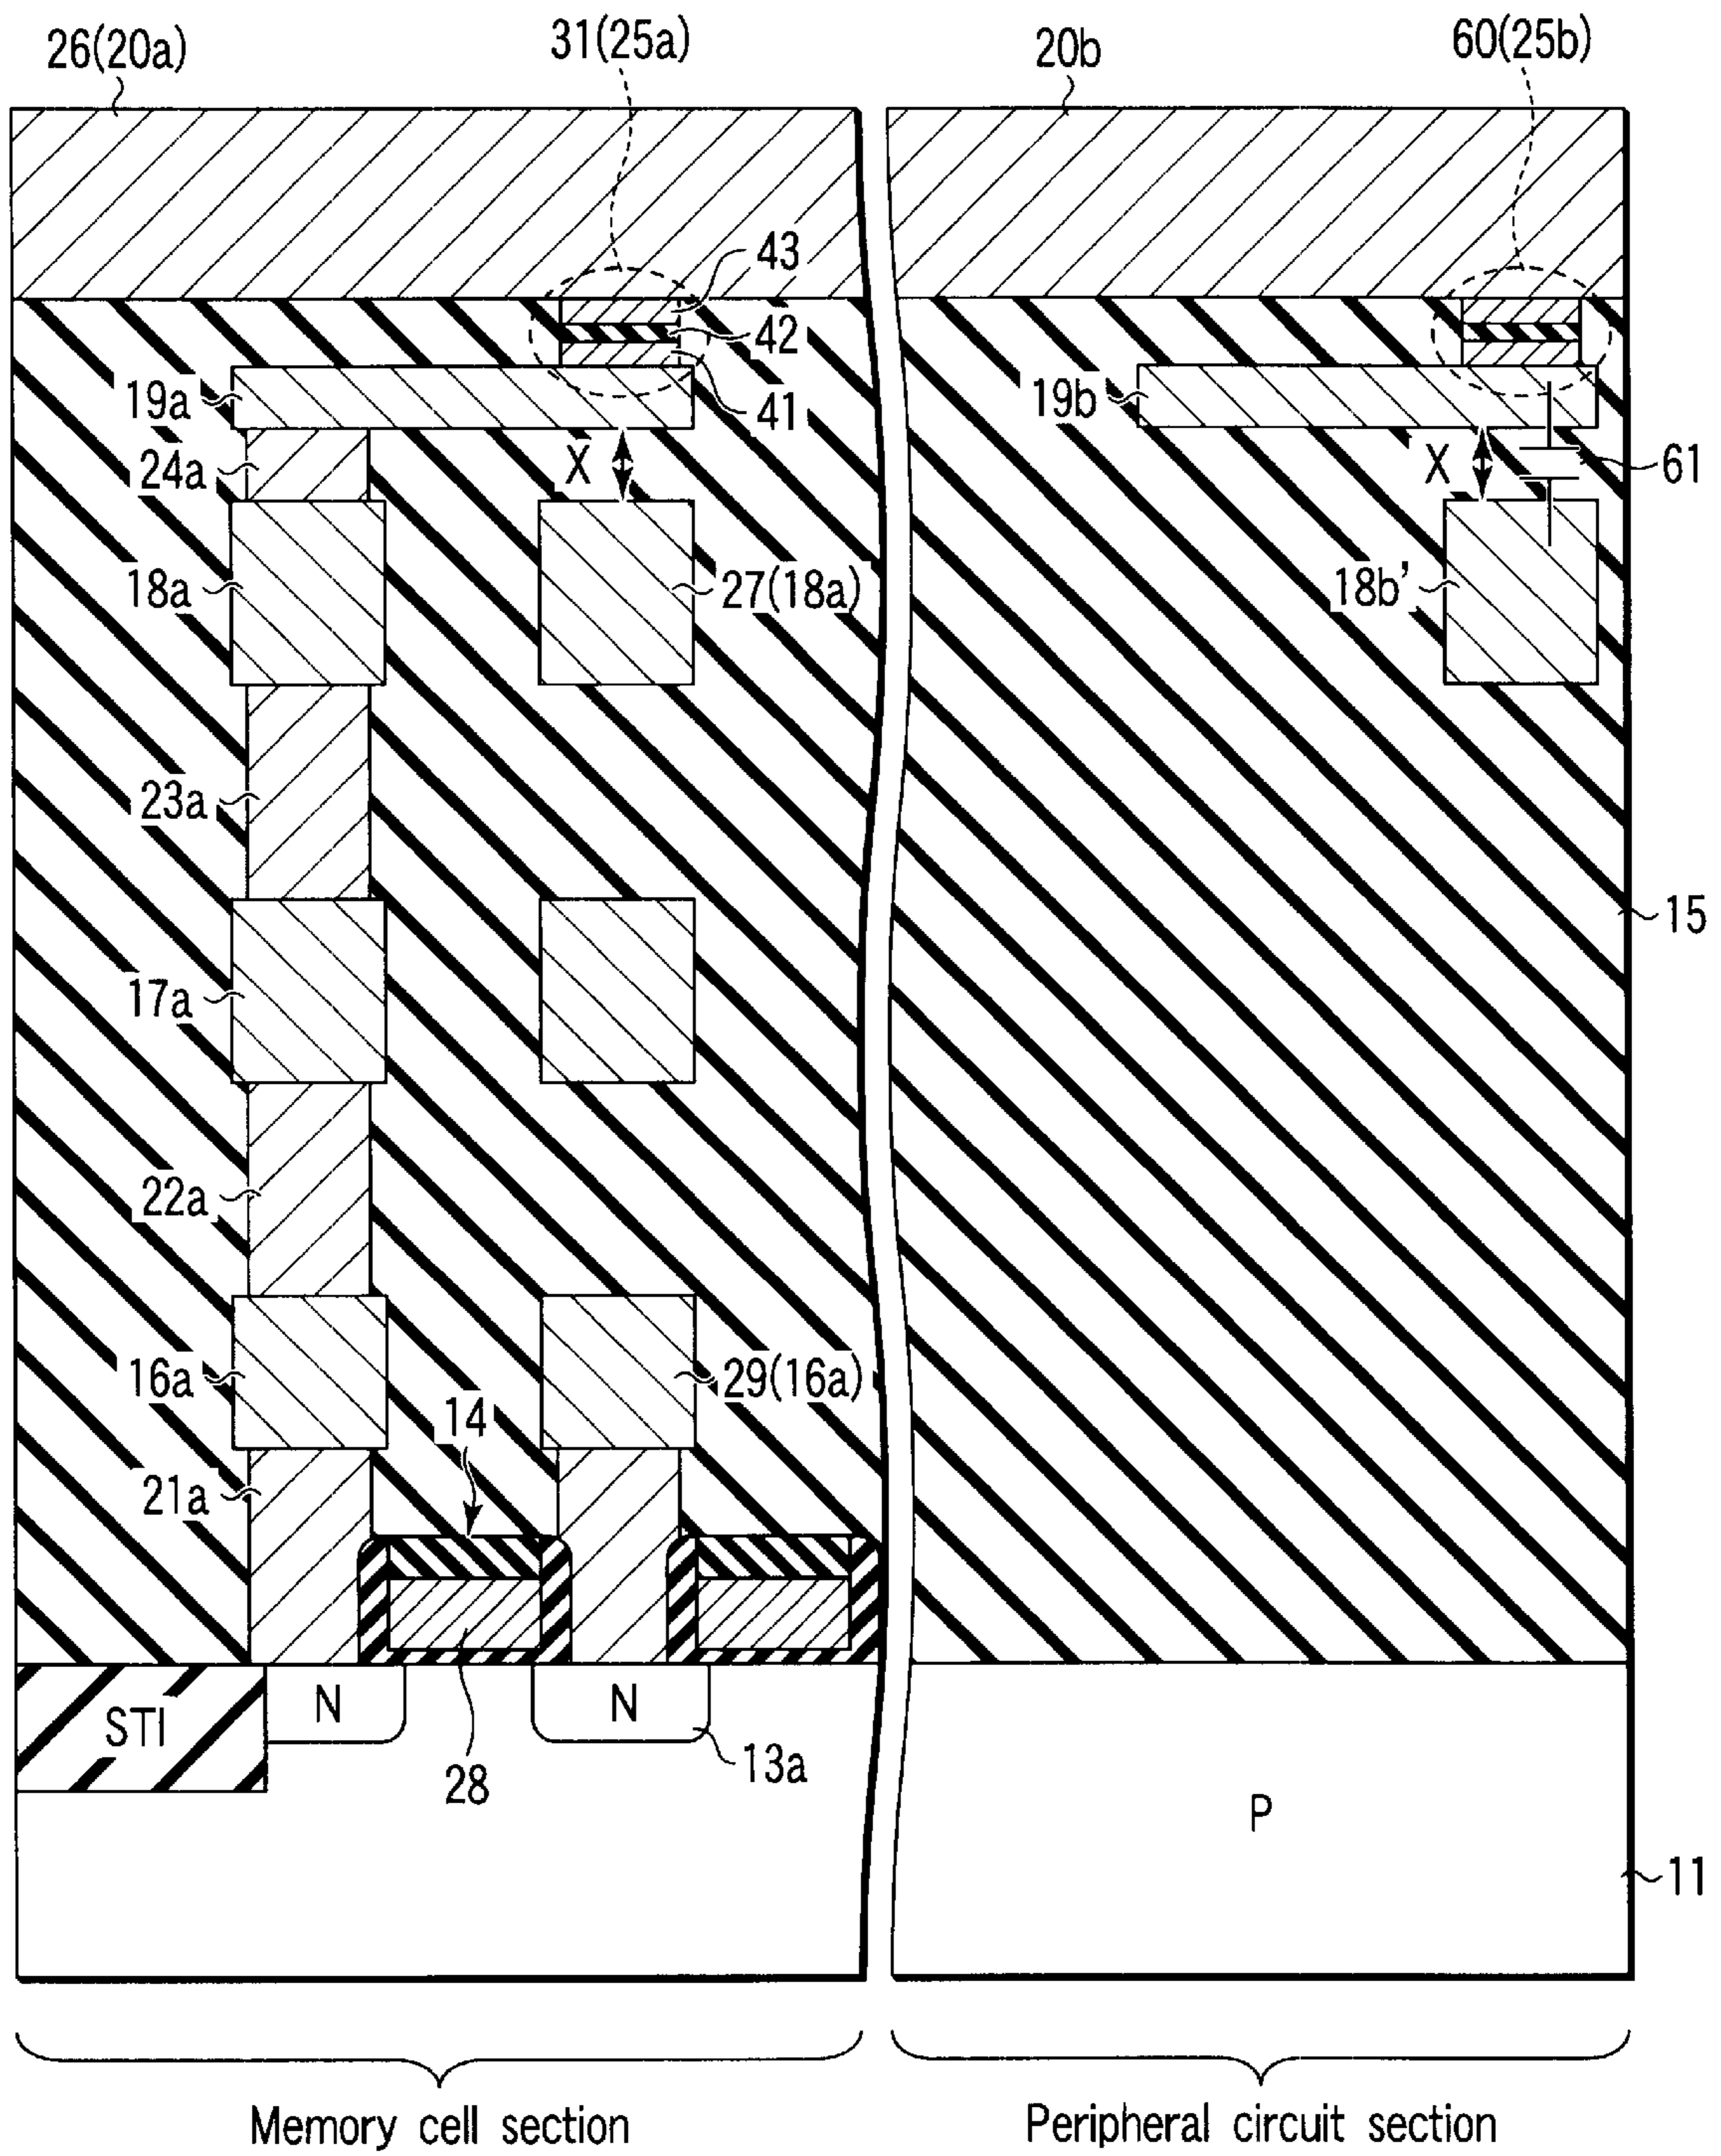 26(20a)
31(25a)
20b
60(25b)
43
42
41
19a
19b
24a
X
X
61
18a
27(18a)
18b'
23a
15
17a
22a
16a
29(16a)
14
21a
STI
N
N
28
13a
P
11
Memory cell section
Peripheral circuit section